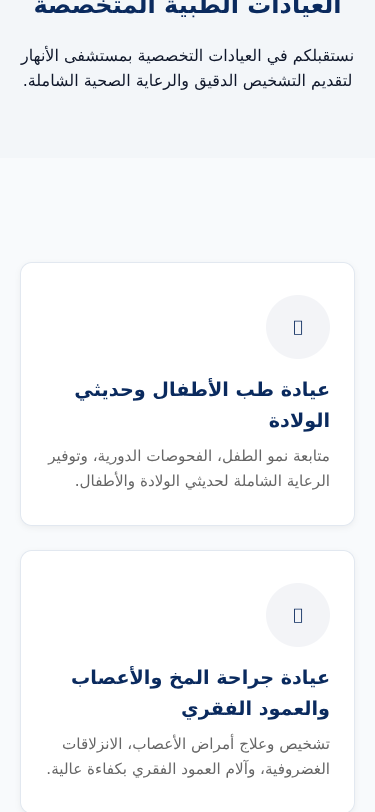 العيادات الطبية المتخصصة
نستقبلكم في العيادات التخصصية بمستشفى الأنهار
لتقديم التشخيص الدقيق والرعاية الصحية الشاملة.
عيادة طب الأطفال وحديثي
الولادة
متابعة نمو الطفل، الفحوصات الدورية، وتوفير
الرعاية الشاملة لحديثي الولادة والأطفال.
عيادة جراحة المخ والأعصاب
والعمود الفقري
تشخيص وعلاج أمراض الأعصاب، الانزلاقات
الغضروفية، وآلام العمود الفقري بكفاءة عالية.